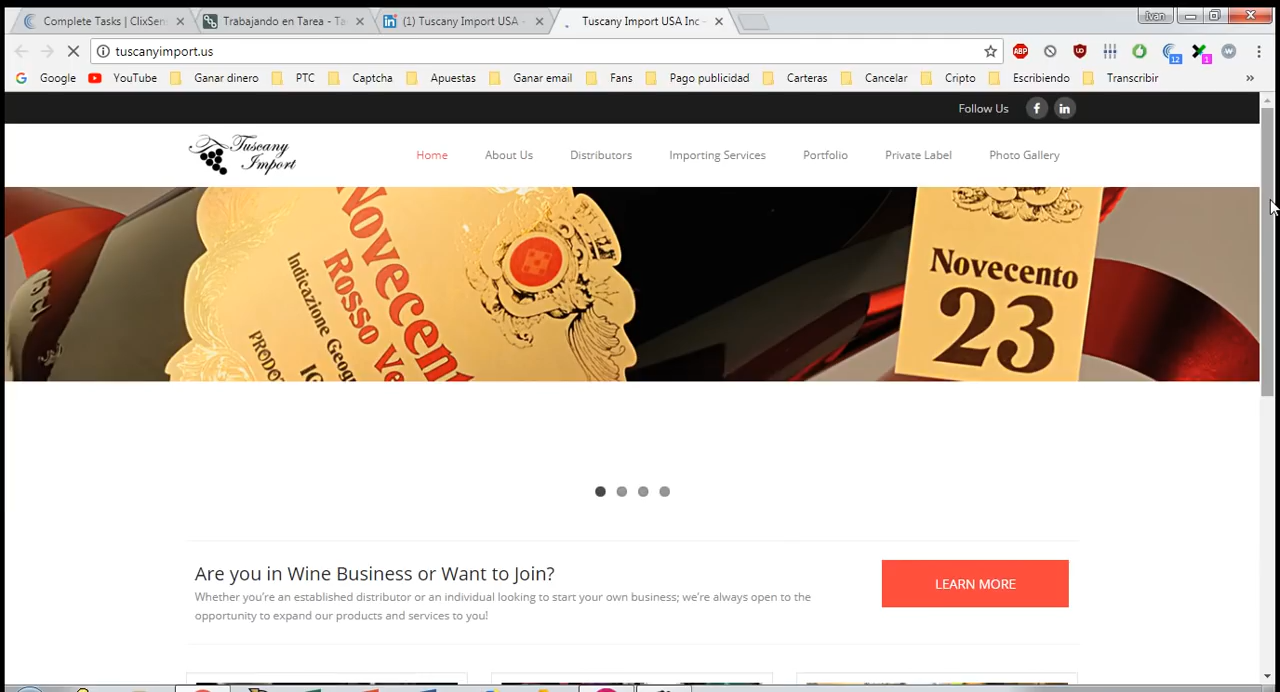 Complete Tasks | ClixSen
Trabajando en Tarea - Ta
(1) Tuscany Import USA
Tuscany Import USA Inc -
ivan
tuscanyimport.us
ABP
12
1
W
Google
YouTube
Ganar dinero
PTC
Captcha
Apuestas
Ganar email
Fans
Pago publicidad
Carteras
Cancelar
Cripto
Escribiendo
Transcribir
»
Follow Us
Tuscany
Import
Home
About Us
Distributors
Importing Services
Portfolio
Private Label
Photo Gallery
Novecent
Rosso Ve
Indicazione Geog
PRODO
Novecento
23
Are you in Wine Business or Want to Join?
Whether you're an established distributor or an individual looking to start your own business; we're always open to the
opportunity to expand our products and services to you!
LEARN MORE